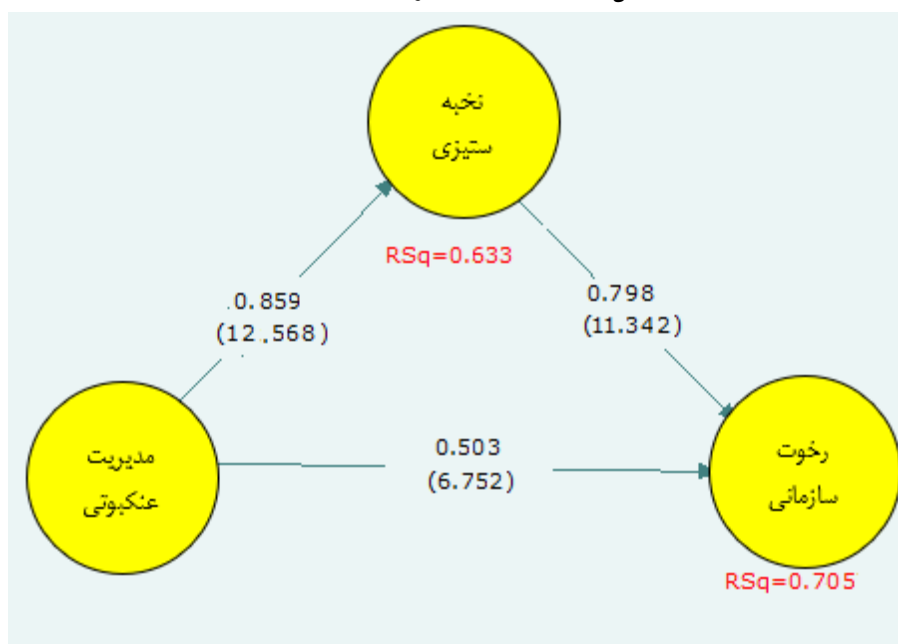 نخبه
ستیزی
RSq=0.633
0.859
(12.568)
0.798
(11.342)
مدیریت
عنکبوتی
0.503
(6.752)
رخوت
سازمانی
RSq=0.705